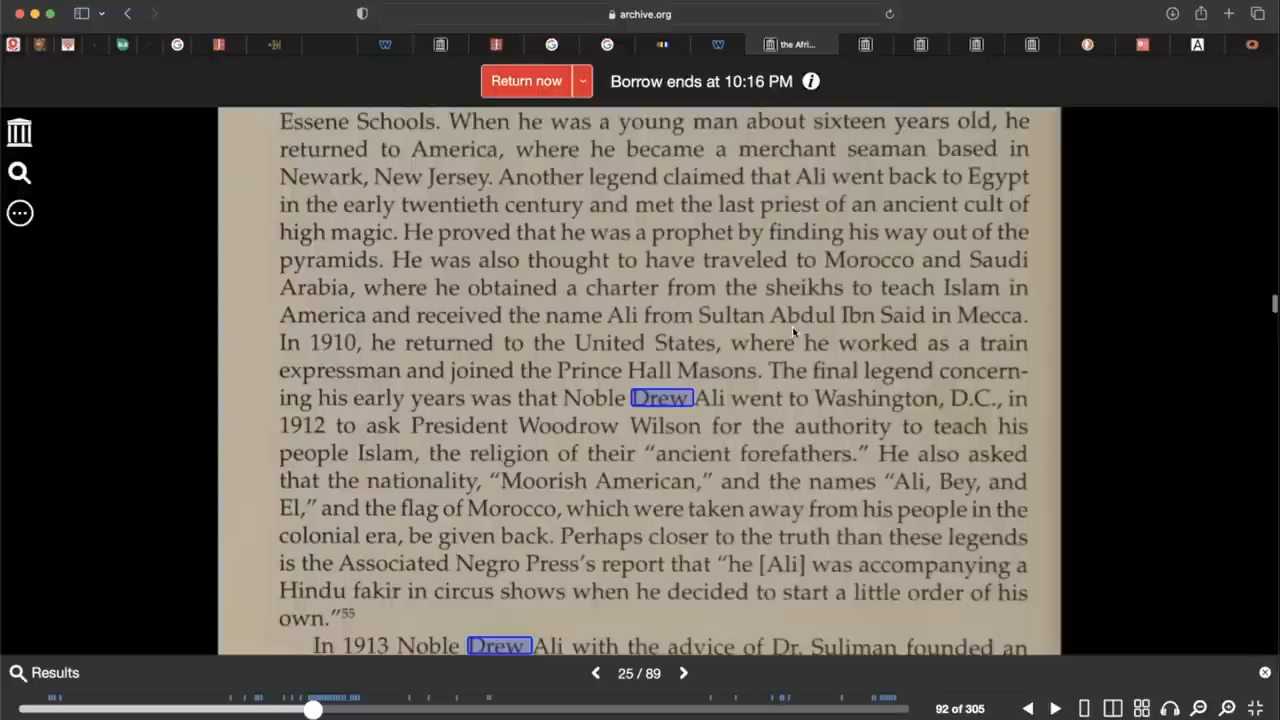 archive.org
the Afri...
Return now
Borrow ends at 10:16 PM
Essene Schools. When he was a young man about sixteen years old, he
returned to America, where he became a merchant seaman based in
Newark, New Jersey. Another legend claimed that Ali went back to Egypt
in the early twentieth century and met the last priest of an ancient cult of
high magic. He proved that he was a prophet by finding his way out of the
pyramids. He was also thought to have traveled to Morocco and Saudi
Arabia, where he obtained a charter from the sheikhs to teach Islam in
America and received the name Ali from Sultan Abdul Ibn Said in Mecca.
In 1910, he returned to the United States, where he worked as a train
expressman and joined the Prince Hall Masons. The final legend concern-
ing his early years was that Noble Drew Ali went to Washington, D.C., in
1912 to ask President Woodrow Wilson for the authority to teach his
people Islam, the religion of their “ancient forefathers.” He also asked
that the nationality, “Moorish American,” and the names “Ali, Bey, and
El,” and the flag of Morocco, which were taken away from his people in the
colonial era, be given back. Perhaps closer to the truth than these legends
is the Associated Negro Press’s report that “he [Ali] was accompanying a
Hindu fakir in circus shows when he decided to start a little order of his
own.”55
In 1913 Noble Drew Ali with the advice of Dr. Suliman founded an
Results
25 / 89
92 of 305